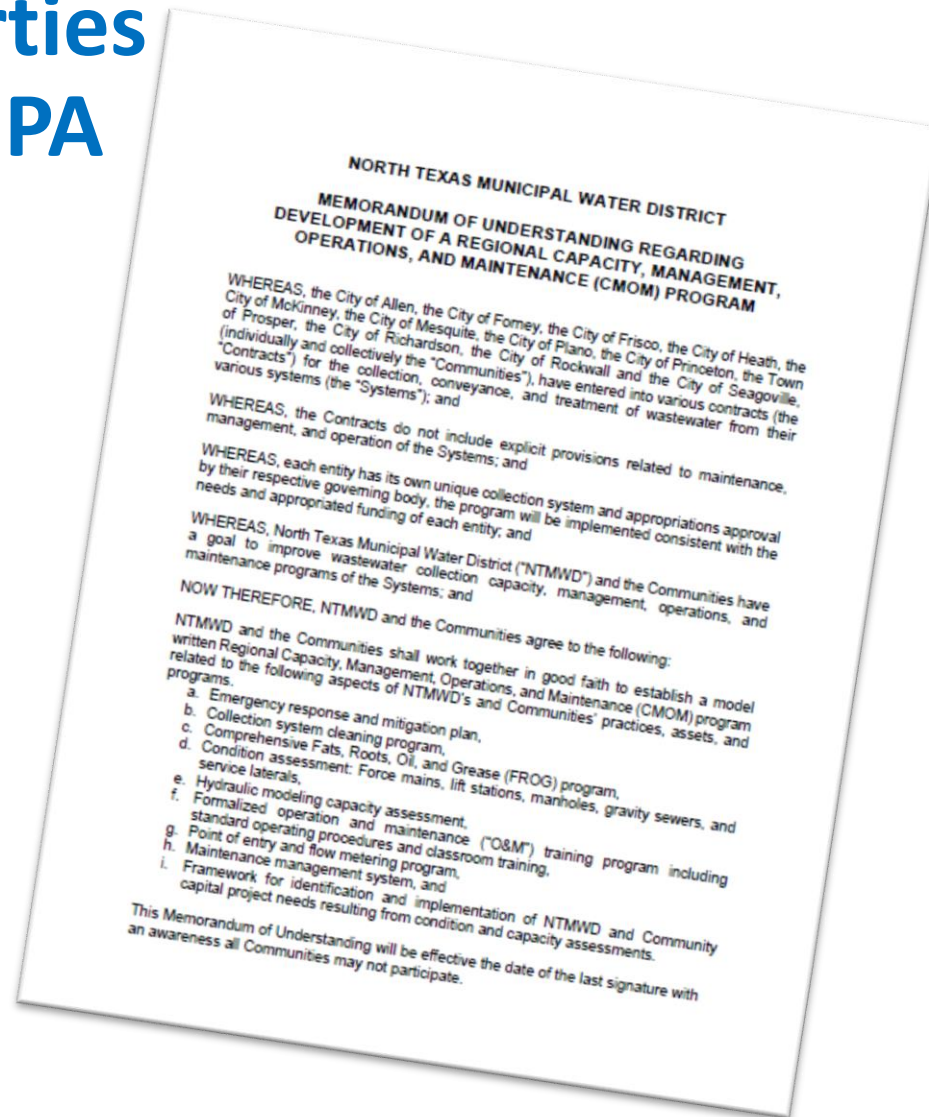 rties
PA
NORTH TEXAS MUNICIPAL WATER DISTRICT
MEMORANDUM OF UNDERSTANDING REGARDING
DEVELOPMENT OF A REGIONAL CAPACITY, MANAGEMENT,
OPERATIONS, AND MAINTENANCE (CMOM) PROGRAM
WHEREAS, the City of Allen, the City of Forney, the City of Frisco, the City of Heath, the
City of McKinney, the City of Mesquite, the City of Plano, the City of Princeton, the Town
of Prosper, the City of Richardson, the City of Rockwall and the City of Seagoville,
(individually and collectively the "Communities"), have entered into various contracts (the
"Contracts") for the collection, conveyance, and treatment of wastewater from their
various systems (the "Systems"); and
WHEREAS, the Contracts do not include explicit provisions related to maintenance,
management, and operation of the Systems; and
WHEREAS, each entity has its own unique collection system and appropriations approval
by their respective governing body, the program will be implemented consistent with the
needs and appropriated funding of each entity; and
WHEREAS, North Texas Municipal Water District ("NTMWD") and the Communities have
a goal to improve wastewater collection capacity, management, operations, and
maintenance programs of the Systems; and
NOW THEREFORE, NTMWD and the Communities agree to the following:
NTMWD and the Communities shall work together in good faith to establish a model
written Regional Capacity, Management, Operations, and Maintenance (CMOM) program
related to the following aspects of NTMWD's and Communities' practices, assets, and
programs.
a. Emergency response and mitigation plan,
b. Collection system cleaning program,
c. Comprehensive Fats, Roots, Oil, and Grease (FROG) program,
d. Condition assessment: Force mains, lift stations, manholes, gravity sewers, and
service laterals,
e. Hydraulic modeling capacity assessment,
f. Formalized operation and maintenance ("O&M") training program including
standard operating procedures and classroom training,
g. Point of entry and flow metering program,
h. Maintenance management system, and
i. Framework for identification and implementation of NTMWD and Community
capital project needs resulting from condition and capacity assessments.
This Memorandum of Understanding will be effective the date of the last signature with
an awareness all Communities may not participate.